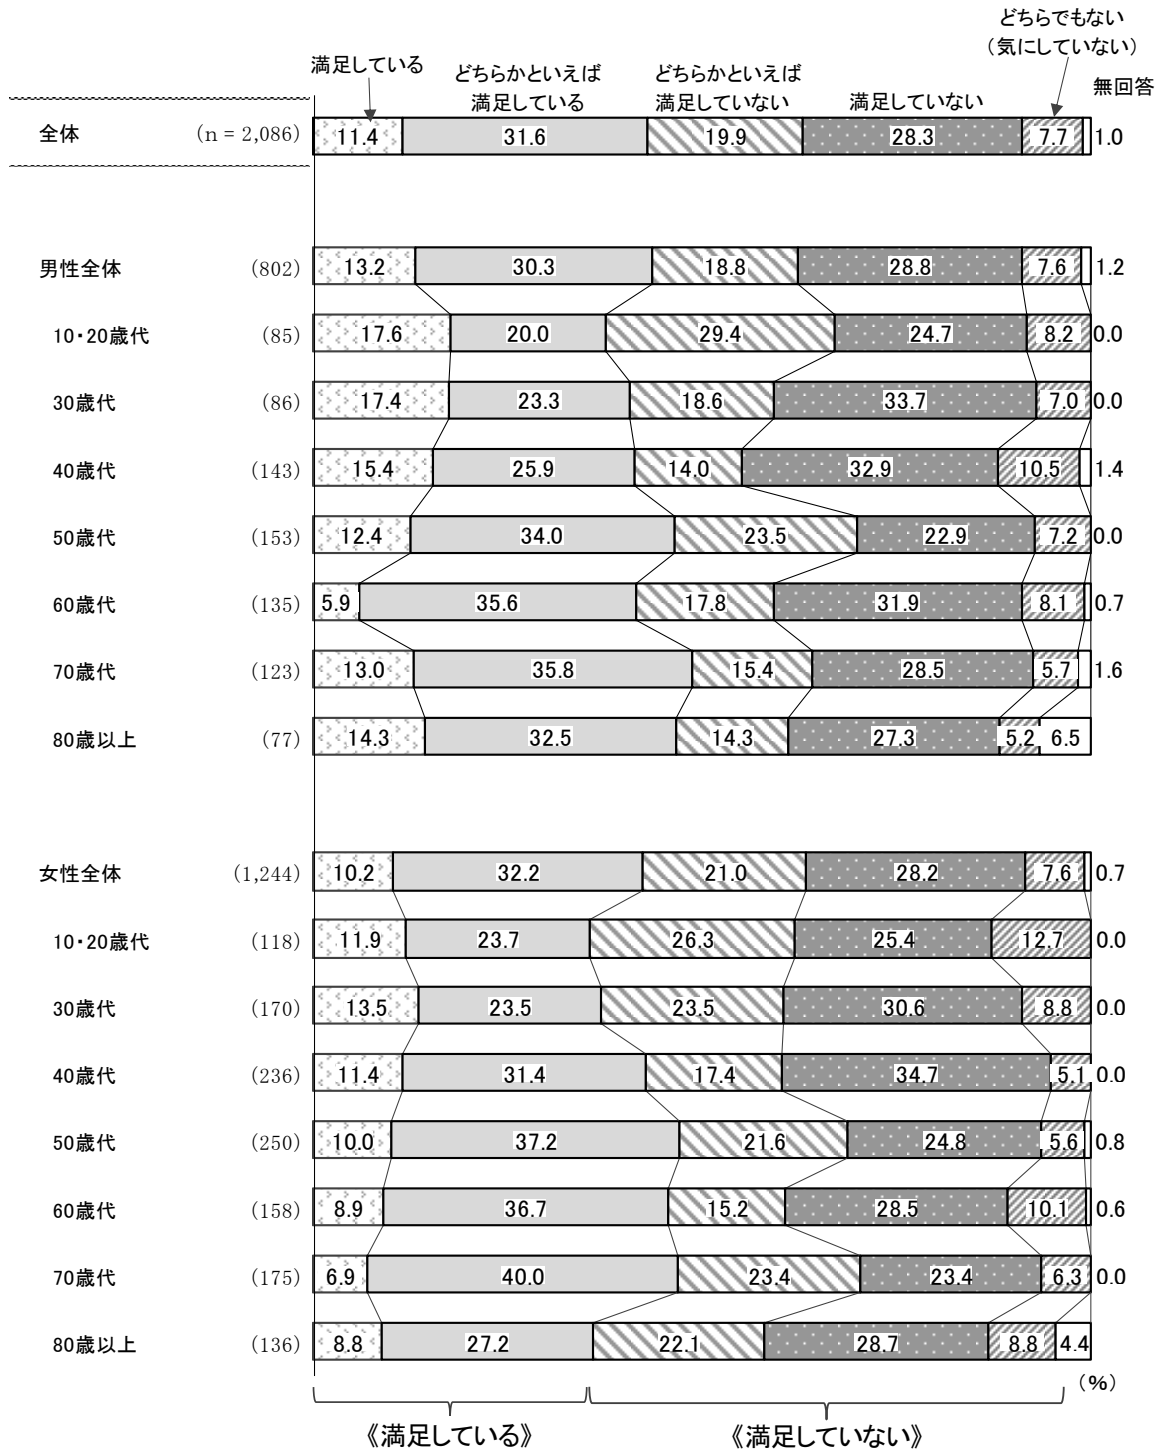 どちらでもない
(気にしていない)
満足している
どちらかといえば
満足している
どちらかといえば
満足していない
満足していない
無回答
全体 (n = 2,086) 11.4 31.6 19.9 28.3 7.7 1.0
男性全体 (802) 13.2 30.3 18.8 28.8 7.6 1.2
10・20歳代 (85) 17.6 20.0 29.4 24.7 8.2 0.0
30歳代 (86) 17.4 23.3 18.6 33.7 7.0 0.0
40歳代 (143) 15.4 25.9 14.0 32.9 10.5 1.4
50歳代 (153) 12.4 34.0 23.5 22.9 7.2 0.0
60歳代 (135) 5.9 35.6 17.8 31.9 8.1 0.7
70歳代 (123) 13.0 35.8 15.4 28.5 5.7 1.6
80歳以上 (77) 14.3 32.5 14.3 27.3 5.2 6.5
女性全体 (1,244) 10.2 32.2 21.0 28.2 7.6 0.7
10・20歳代 (118) 11.9 23.7 26.3 25.4 12.7 0.0
30歳代 (170) 13.5 23.5 23.5 30.6 8.8 0.0
40歳代 (236) 11.4 31.4 17.4 34.7 5.1 0.0
50歳代 (250) 10.0 37.2 21.6 24.8 5.6 0.8
60歳代 (158) 8.9 36.7 15.2 28.5 10.1 0.6
70歳代 (175) 6.9 40.0 23.4 23.4 6.3 0.0
80歳以上 (136) 8.8 27.2 22.1 28.7 8.8 4.4
(%)
《満足している》 《満足していない》